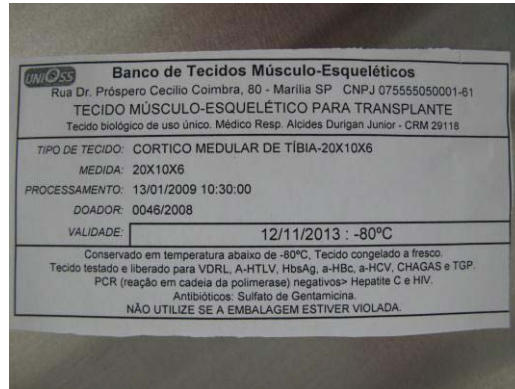 UNIOSS
Banco de Tecidos Músculo-Esqueléticos
Rua Dr. Próspero Cecilio Coimbra, 80 - Marília SP CNPJ 075555050001-61
TECIDO MÚSCULO-ESQUELÉTICO PARA TRANSPLANTE
Tecido biológico de uso único. Médico Resp. Alcides Durigan Junior - CRM 29118
TIPO DE TECIDO: CORTICO MEDULAR DE TÍBIA-20X10X6
MEDIDA: 20X10X6
PROCESSAMENTO: 13/01/2009 10:30:00
DOADOR: 0046/2008
VALIDADE: 12/11/2013 : -80ºC
Conservado em temperatura abaixo de -80ºC, Tecido congelado a fresco.
Tecido testado e liberado para VDRL, A-HTLV, HbsAg, a-HBc, a-HCV, CHAGAS e TGP.
PCR (reação em cadeia da polimerase) negativos> Hepatite C e HIV.
Antibióticos: Sulfato de Gentamicina.
NÃO UTILIZE SE A EMBALAGEM ESTIVER VIOLADA.